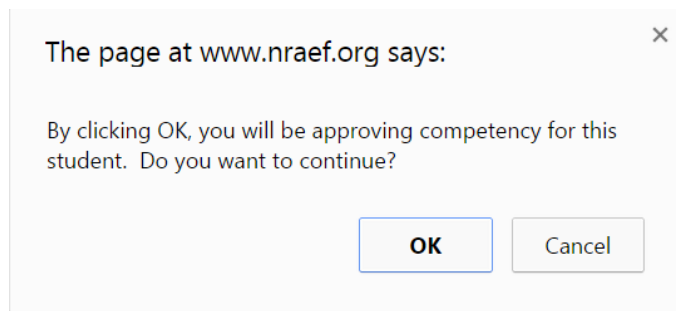 The page at www.nraef.org says:
By clicking OK, you will be approving competency for this
student.  Do you want to continue?
OK
Cancel